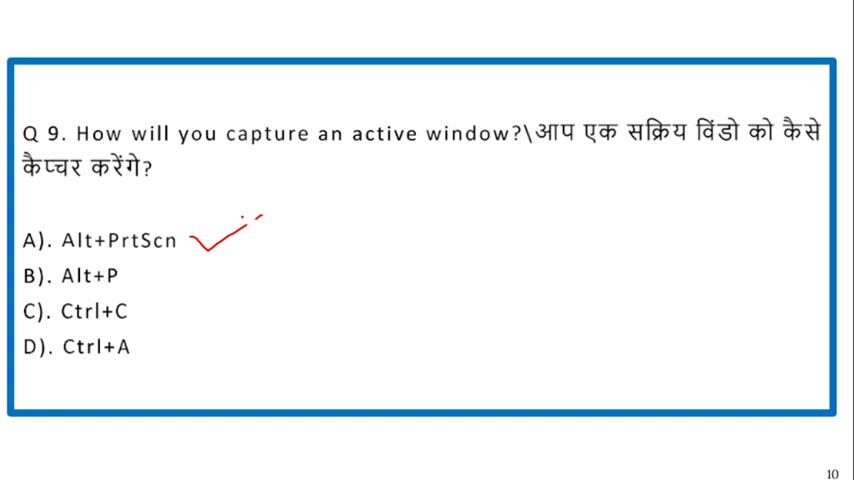 Q 9. How will you capture an active window?\आप एक सक्रिय विंडो को कैसे
कैप्चर करेंगे?
A). Alt+PrtScn
B). Alt+P
C). Ctrl+C
D). Ctrl+A
10